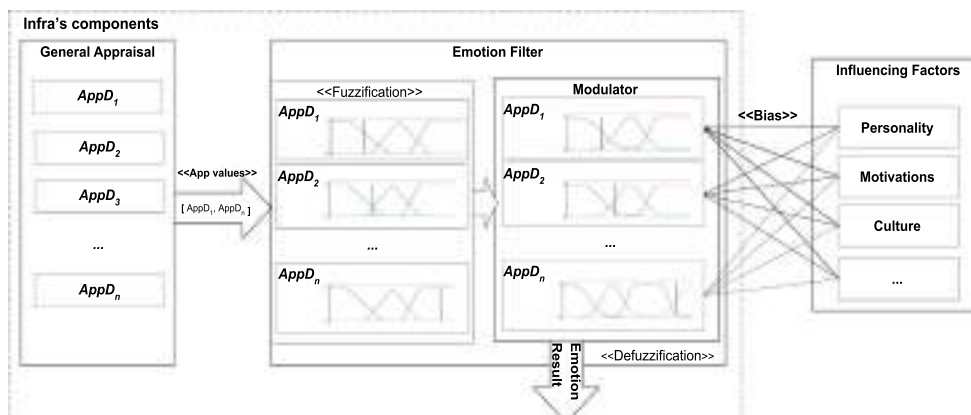 Infra's components
General Appraisal
AppD1
AppD2
AppD3
...
AppDn
<<App values>>
[ AppD1, AppDn ]
Emotion Filter
<<Fuzzification>>
AppD1
AppD2
...
AppDn
Modulator
AppD1
AppD2
...
AppDn
<<Defuzzification>>
Emotion
Result
<<Bias>>
Influencing Factors
Personality
Motivations
Culture
...